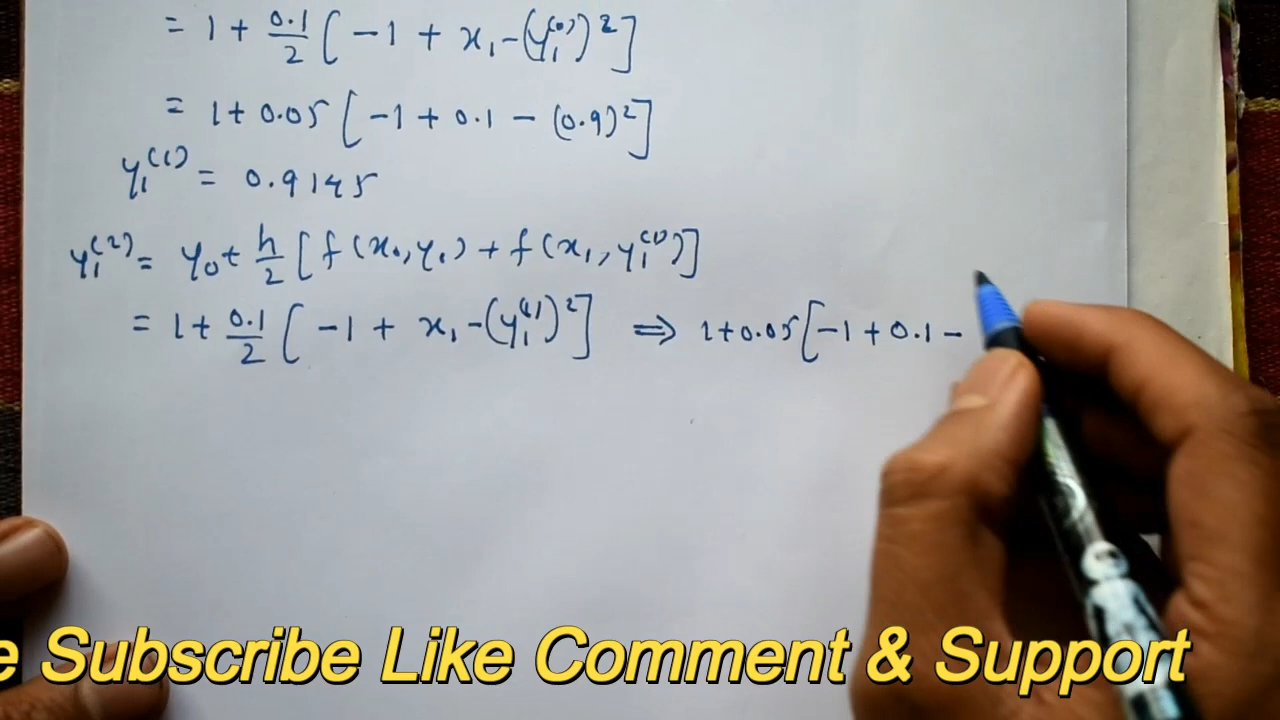 = 1 + 0.1/2 [ -1 + x₁ - (y₁⁽⁰⁾)² ]
= 1 + 0.05 [ -1 + 0.1 - (0.9)² ]
y₁⁽¹⁾ = 0.9145
y₁⁽²⁾ = y₀ + h/2 [ f(x₀, y₀) + f(x₁, y₁⁽¹⁾) ]
= 1 + 0.1/2 [ -1 + x₁ - (y₁⁽¹⁾)² ] ⇒ 1 + 0.05 [ -1 + 0.1 -
e Subscribe Like Comment & Support